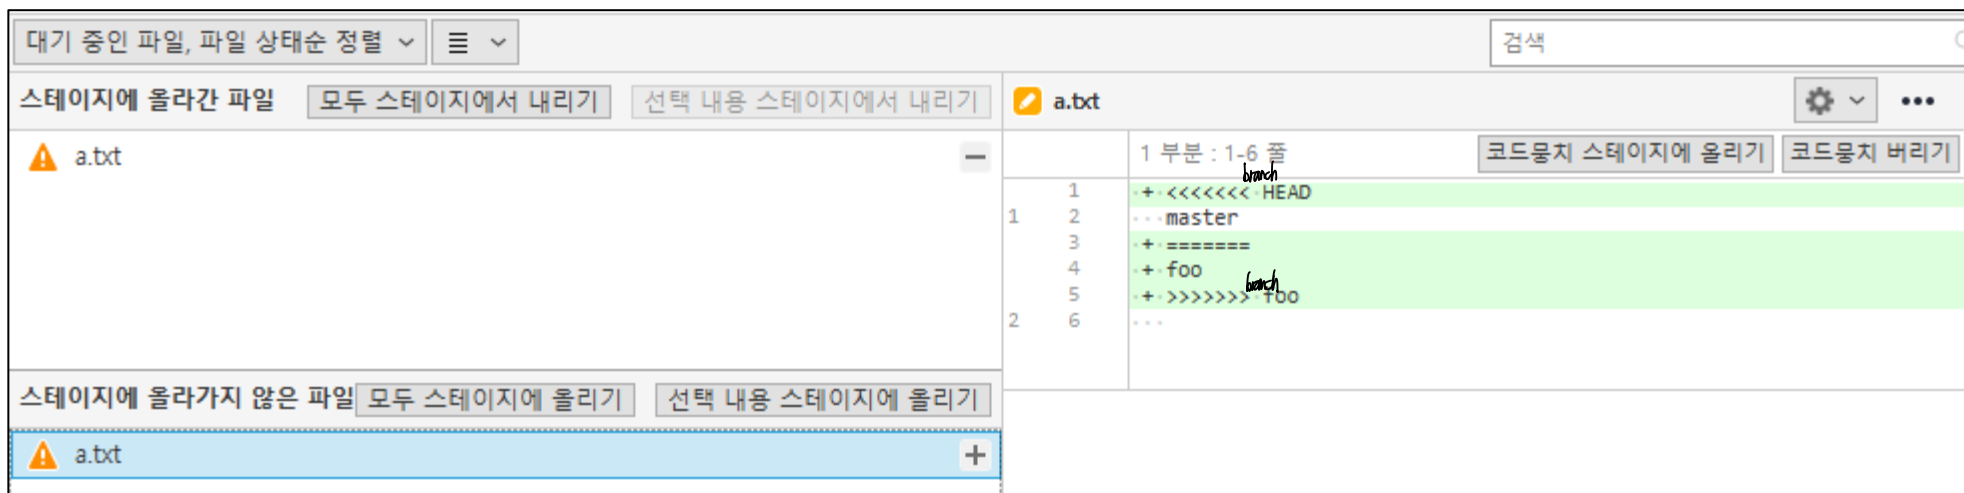 대기 중인 파일, 파일 상태순 정렬
검색
스테이지에 올라간 파일 모두 스테이지에서 내리기 선택 내용 스테이지에서 내리기
a.txt
스테이지에 올라가지 않은 파일 모두 스테이지에 올리기 선택 내용 스테이지에 올리기
a.txt
a.txt
1 부분 : 1-6 줄 코드뭉치 스테이지에 올리기 코드뭉치 버리기
branch
1 + <<<<<<< HEAD
1 2 master
3 + =======
4 + foo
branch
5 + >>>>>>> foo
2 6